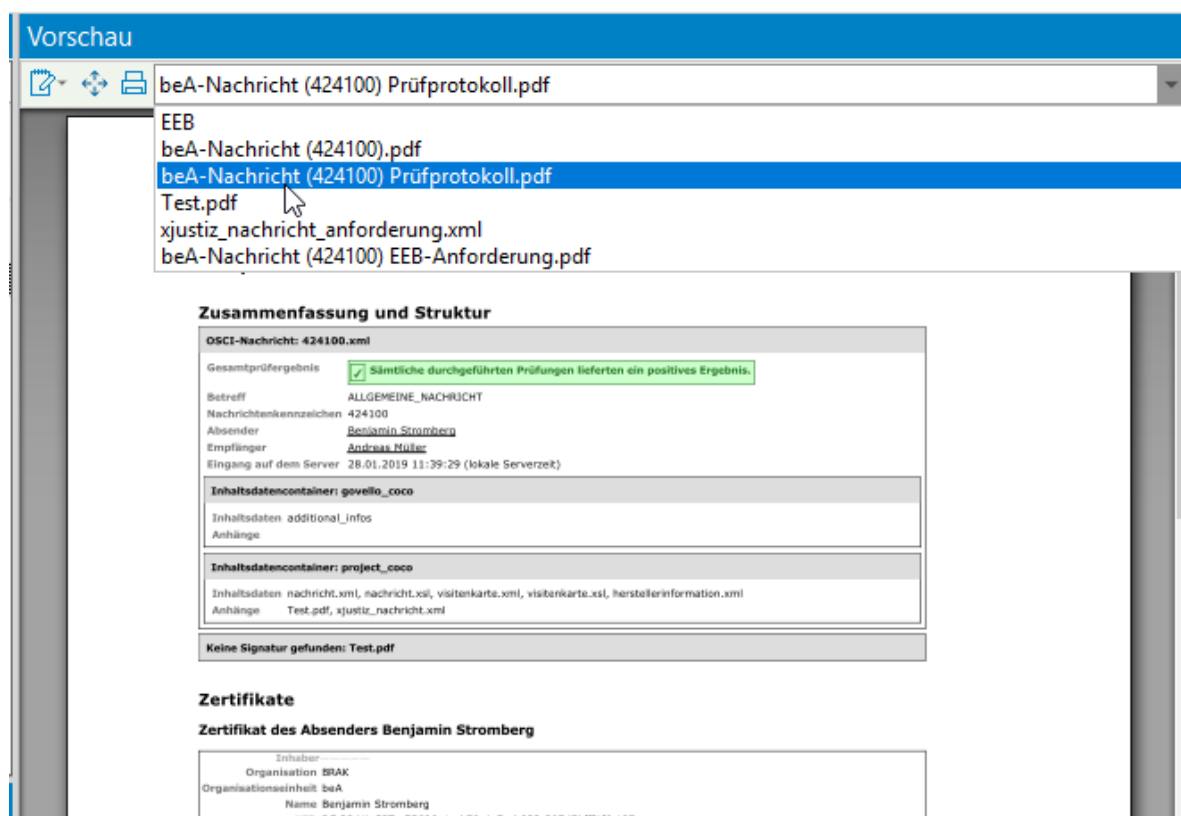 Vorschau
beA-Nachricht (424100) Prüfprotokoll.pdf
EEB
beA-Nachricht (424100).pdf
beA-Nachricht (424100) Prüfprotokoll.pdf
Test.pdf
xjustiz_nachricht_anforderung.xml
beA-Nachricht (424100) EEB-Anforderung.pdf
Zusammenfassung und Struktur
OSCI-Nachricht: 424100.xml
Gesamtprüfergebnis Sämtliche durchgeführten Prüfungen lieferten ein positives Ergebnis.
Betreff ALLGEMEINE_NACHRICHT
Nachrichtenkennzeichen 424100
Absender Benjamin Stromberg
Empfänger Andreas Müller
Eingang auf dem Server 28.01.2019 11:39:29 (lokale Serverzeit)
Inhaltsdatencontainer: govello_coco
Inhaltsdaten additional_infos
Anhänge
Inhaltsdatencontainer: project_coco
Inhaltsdaten nachricht.xml, nachricht.xsl, visitenkarte.xml, visitenkarte.xsl, herstellerinformation.xml
Anhänge Test.pdf, xjustiz_nachricht.xml
Keine Signatur gefunden: Test.pdf
Zertifikate
Zertifikat des Absenders Benjamin Stromberg
Inhaber
Organisation BRAK
Organisationseinheit beA
Name Benjamin Stromberg